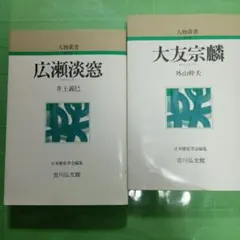 人物叢書
広瀬淡窓
井上義巳
日本歴史学会編集
吉川弘文館
人物叢書
大友宗麟
外山幹夫
日本歴史学会編集
吉川弘文館